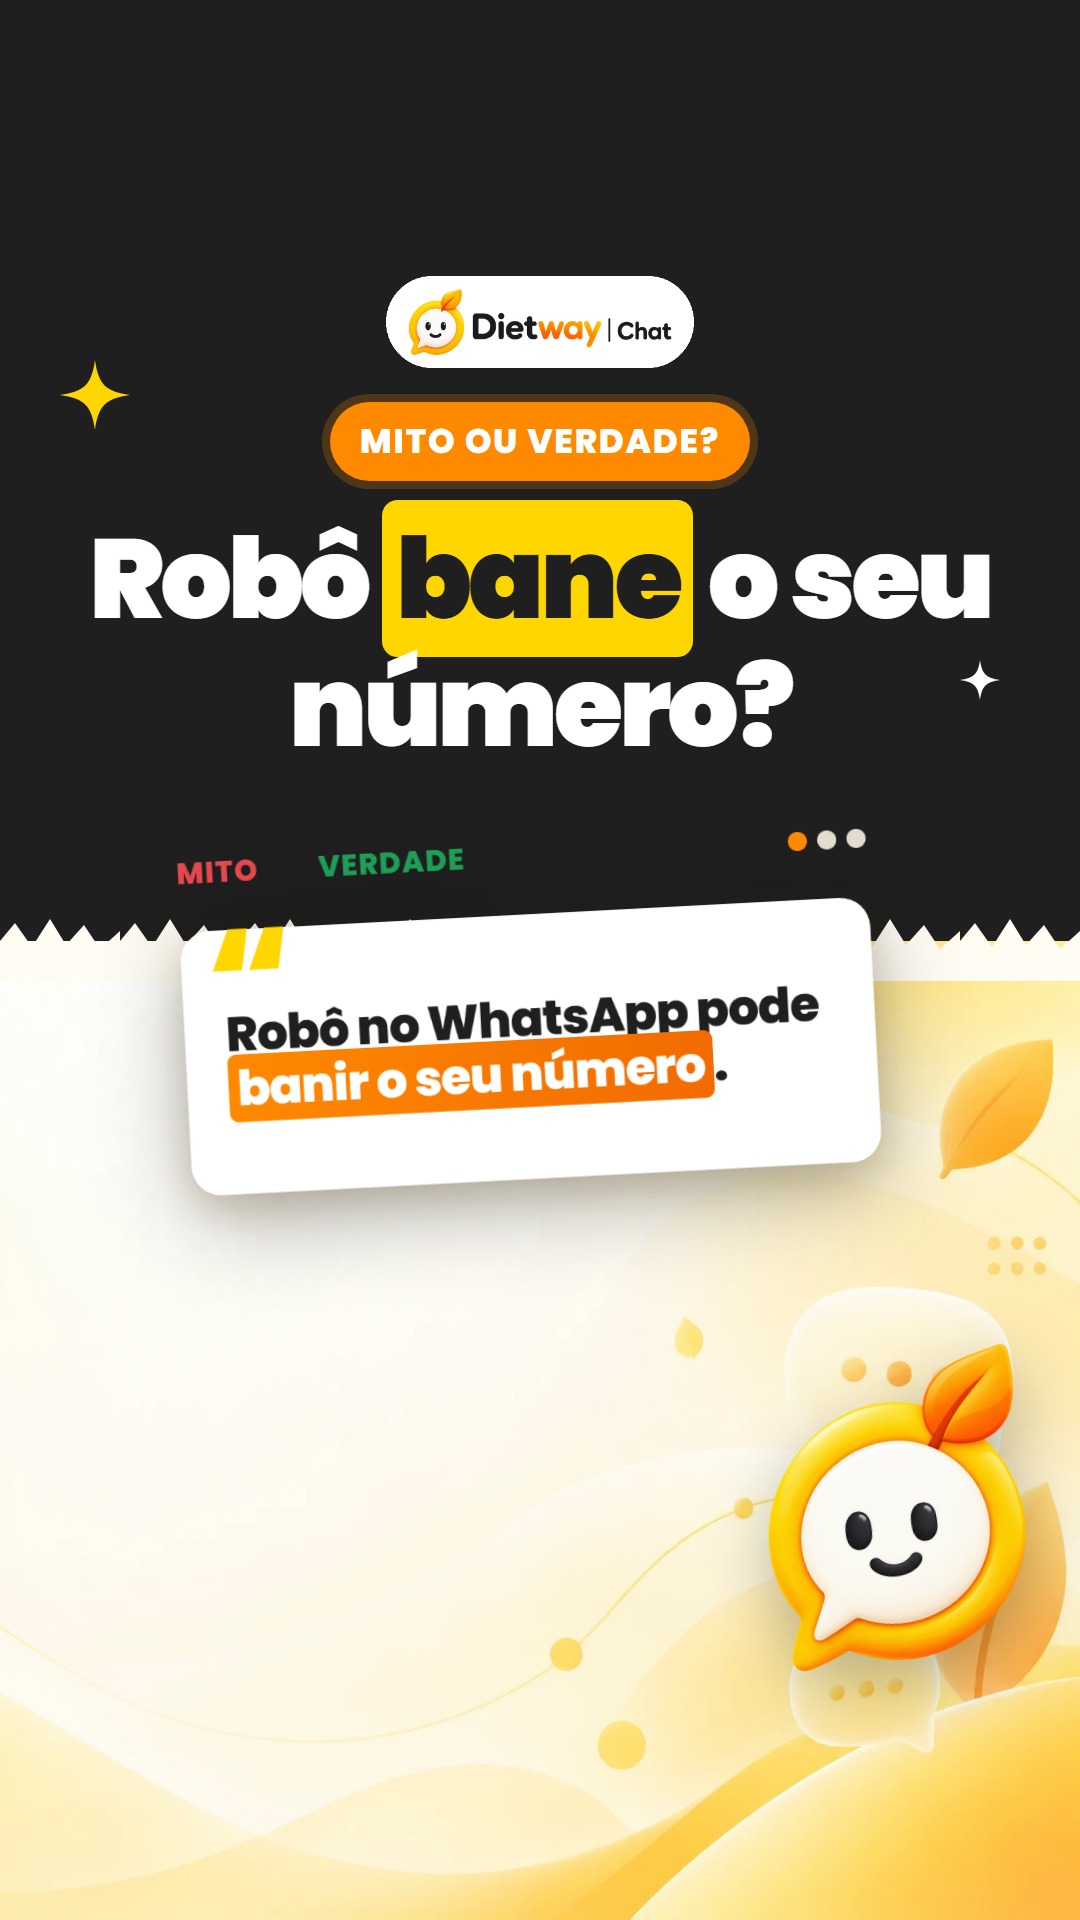 Dietway | Chat
MITO OU VERDADE?
Robô bane o seu
número?
MITO VERDADE
Robô no WhatsApp pode
banir o seu número.